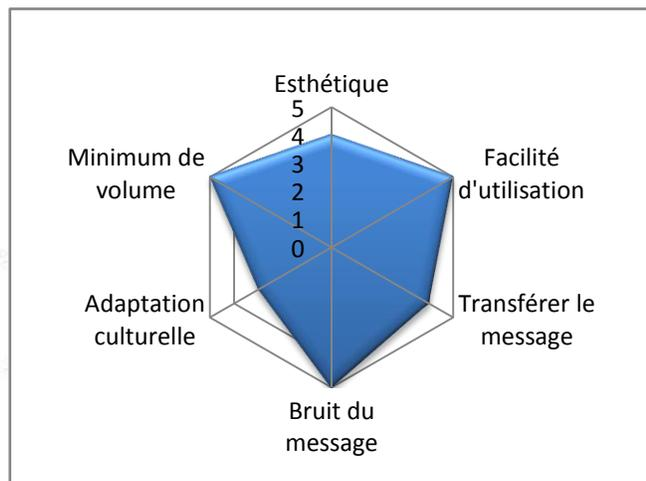 Esthétique
5
4
3
2
1
0
Facilité
d'utilisation
Transférer le
message
Bruit du
message
Adaptation
culturelle
Minimum de
volume